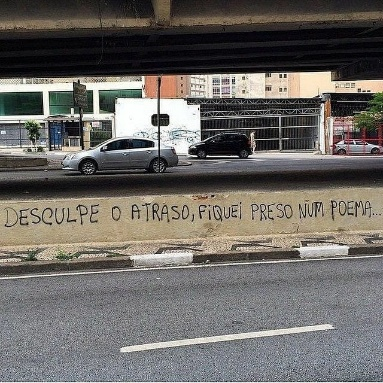 DESCULPE O ATRASO, FIQUEI PRESO NUM POEMA...